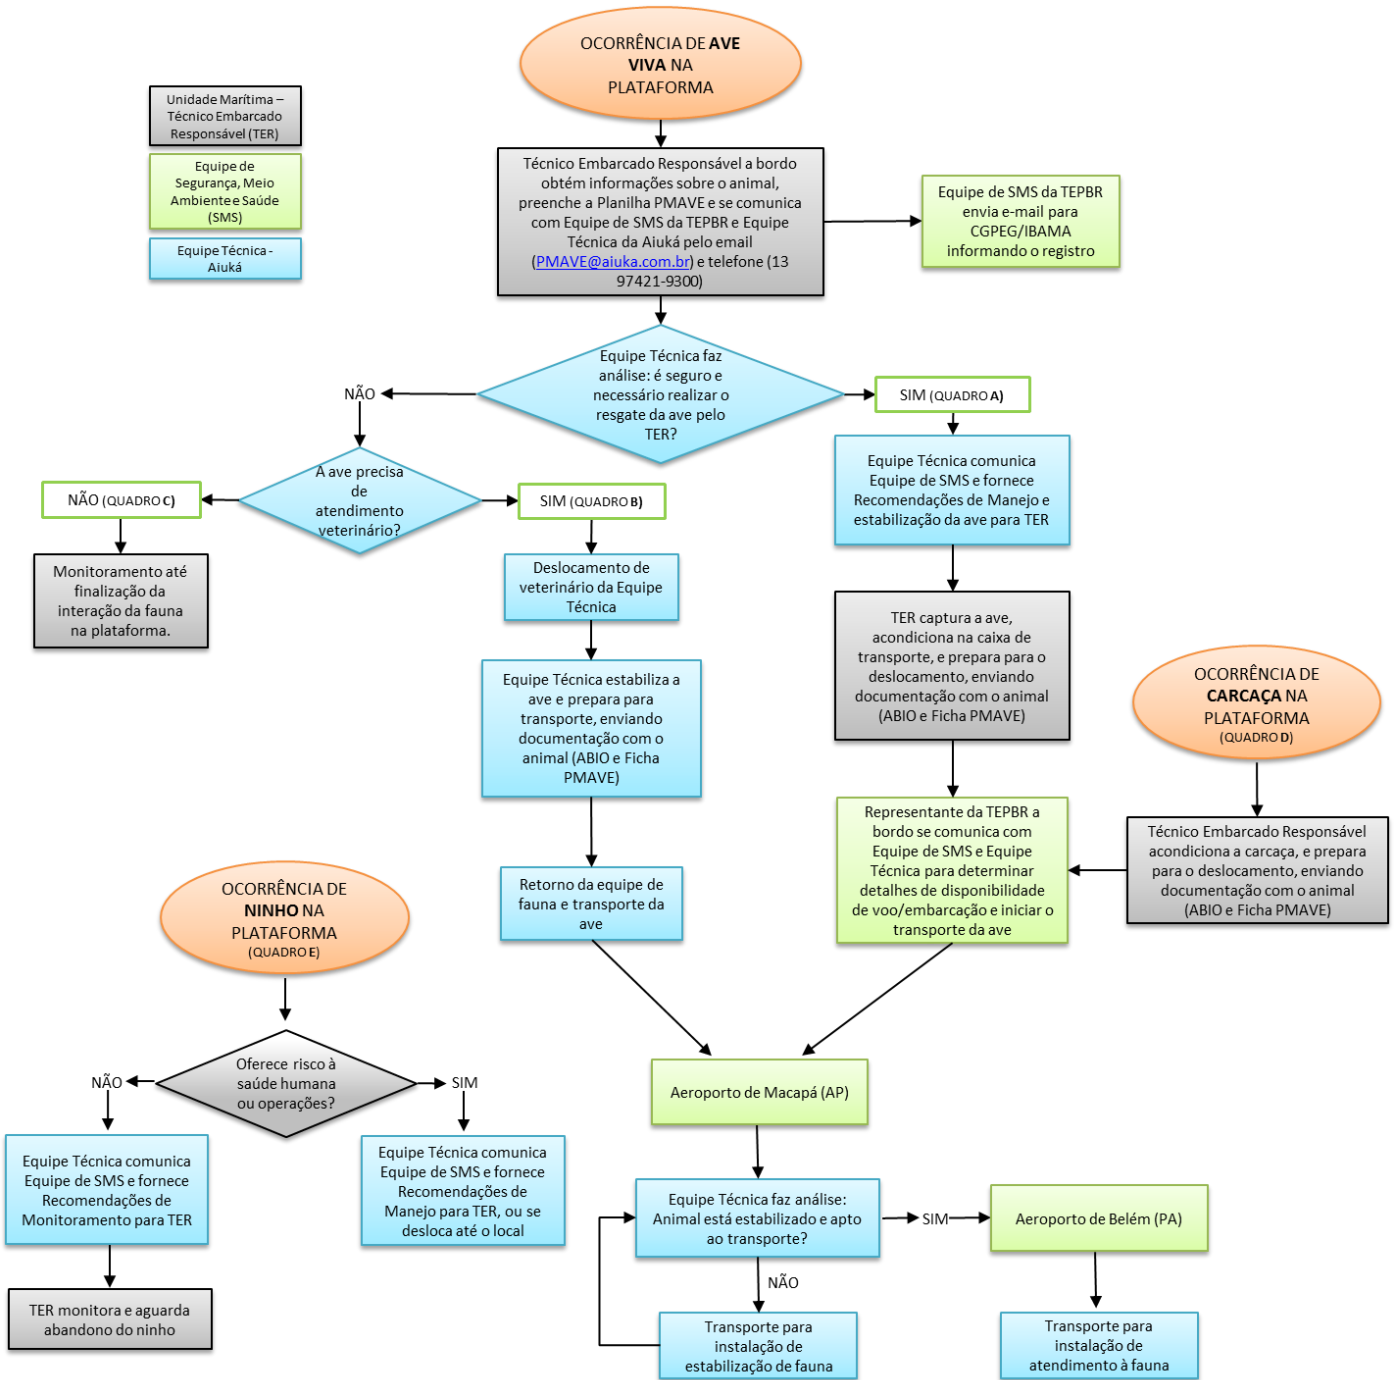 OCORRÊNCIA DE AVE
VIVA NA
PLATAFORMA
Unidade Marítima –
Técnico Embarcado
Responsável (TER)
Equipe de
Segurança, Meio
Ambiente e Saúde
(SMS)
Equipe Técnica -
Aiuká
Técnico Embarcado Responsável a bordo
obtém informações sobre o animal,
preenche a Planilha PMAVE e se comunica
com Equipe de SMS da TEPBR e Equipe
Técnica da Aiuká pelo email
(PMAVE@aiuka.com.br) e telefone (13
97421-9300)
Equipe de SMS da TEPBR
envia e-mail para
CGPEG/IBAMA
informando o registro
Equipe Técnica faz
análise: é seguro e
necessário realizar o
resgate da ave pelo
TER?
NÃO
SIM (QUADRO A)
A ave precisa
de
atendimento
veterinário?
NÃO (QUADRO C)
SIM (QUADRO B)
Equipe Técnica comunica
Equipe de SMS e fornece
Recomendações de Manejo e
estabilização da ave para TER
Monitoramento até
finalização da
interação da fauna
na plataforma.
Deslocamento de
veterinário da Equipe
Técnica
TER captura a ave,
acondiciona na caixa de
transporte, e prepara para o
deslocamento, enviando
documentação com o animal
(ABIO e Ficha PMAVE)
Equipe Técnica estabiliza a
ave e prepara para
transporte, enviando
documentação com o
animal (ABIO e Ficha
PMAVE)
OCORRÊNCIA DE
CARCAÇA NA
PLATAFORMA
(QUADRO D)
Representante da TEPBR a
bordo se comunica com
Equipe de SMS e Equipe
Técnica para determinar
detalhes de disponibilidade
de voo/embarcação e iniciar o
transporte da ave
Técnico Embarcado Responsável
acondiciona a carcaça, e prepara
para o deslocamento, enviando
documentação com o animal
(ABIO e Ficha PMAVE)
Retorno da equipe de
fauna e transporte da
ave
OCORRÊNCIA DE
NINHO NA
PLATAFORMA
(QUADRO E)
Oferece risco à
saúde humana
ou operações?
NÃO
SIM
Aeroporto de Macapá (AP)
Equipe Técnica comunica
Equipe de SMS e fornece
Recomendações de
Monitoramento para TER
Equipe Técnica comunica
Equipe de SMS e fornece
Recomendações de
Manejo para TER, ou se
desloca até o local
Equipe Técnica faz análise:
Animal está estabilizado e apto
ao transporte?
SIM
Aeroporto de Belém (PA)
NÃO
TER monitora e aguarda
abandono do ninho
Transporte para
instalação de
estabilização de fauna
Transporte para
instalação de
atendimento à fauna